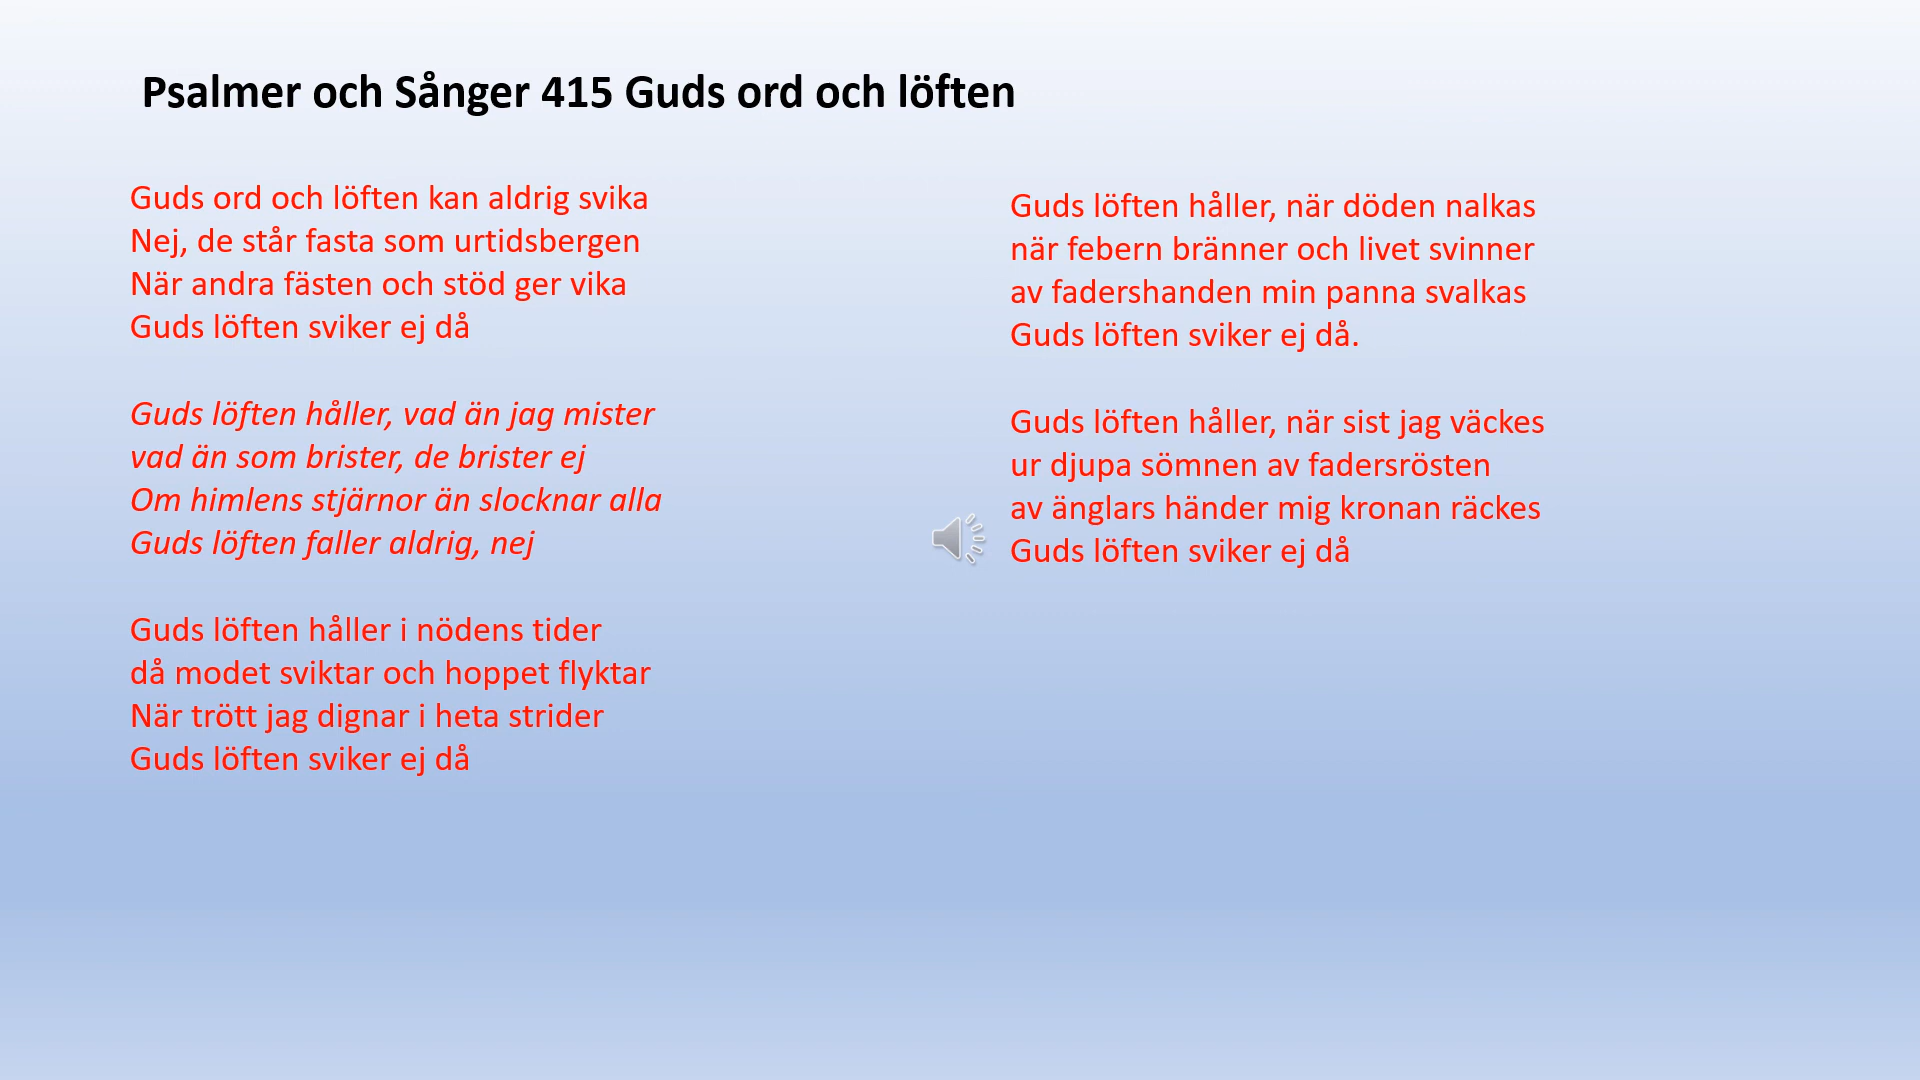 Psalmer och Sånger 415 Guds ord och löften
Guds ord och löften kan aldrig svika
Nej, de står fasta som urtidsbergen
När andra fästen och stöd ger vika
Guds löften sviker ej då
Guds löften håller, vad än jag mister
vad än som brister, de brister ej
Om himlens stjärnor än slocknar alla
Guds löften faller aldrig, nej
Guds löften håller i nödens tider
då modet sviktar och hoppet flyktar
När trött jag dignar i heta strider
Guds löften sviker ej då
Guds löften håller, när döden nalkas
när febern bränner och livet svinner
av fadershanden min panna svalkas
Guds löften sviker ej då.
Guds löften håller, när sist jag väckes
ur djupa sömnen av fadersrösten
av änglars händer mig kronan räckes
Guds löften sviker ej då